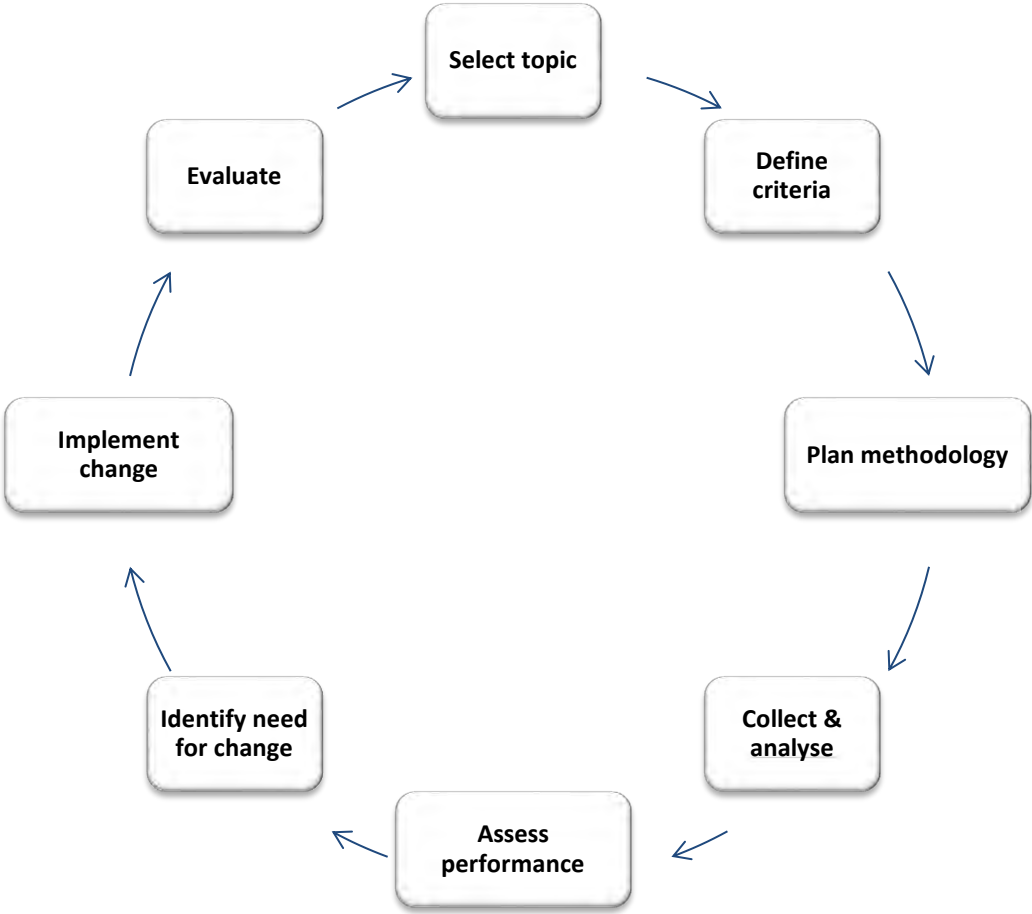 Select topic
Define
criteria
Plan methodology
Collect &
analyse
Assess
performance
Identify need
for change
Implement
change
Evaluate